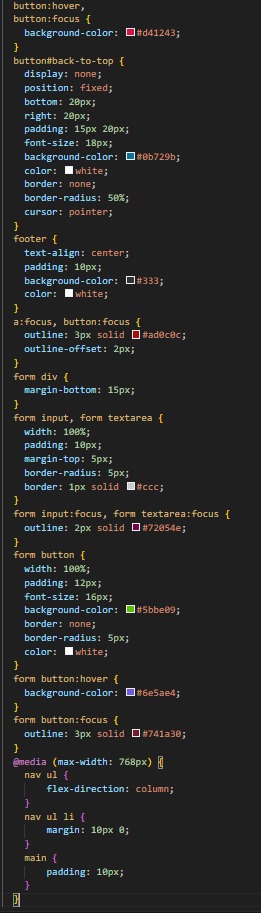 button:hover,
button:focus {
background-color: #d41243;
}
button#back-to-top {
display: none;
position: fixed;
bottom: 20px;
right: 20px;
padding: 15px 20px;
font-size: 18px;
background-color: #0b729b;
color: white;
border: none;
border-radius: 50%;
cursor: pointer;
}
footer {
text-align: center;
padding: 10px;
background-color: #333;
color: white;
}
a:focus, button:focus {
outline: 3px solid #ad0c0c;
outline-offset: 2px;
}
form div {
margin-bottom: 15px;
}
form input, form textarea {
width: 100%;
padding: 10px;
margin-top: 5px;
border-radius: 5px;
border: 1px solid #ccc;
}
form input:focus, form textarea:focus {
outline: 2px solid #72054e;
}
form button {
width: 100%;
padding: 12px;
font-size: 16px;
background-color: #5bbe09;
border: none;
border-radius: 5px;
color: white;
}
form button:hover {
background-color: #6e5ae4;
}
form button:focus {
outline: 3px solid #741a30;
}
@media (max-width: 768px) {
nav ul {
flex-direction: column;
}
nav ul li {
margin: 10px 0;
}
main {
padding: 10px;
}
}